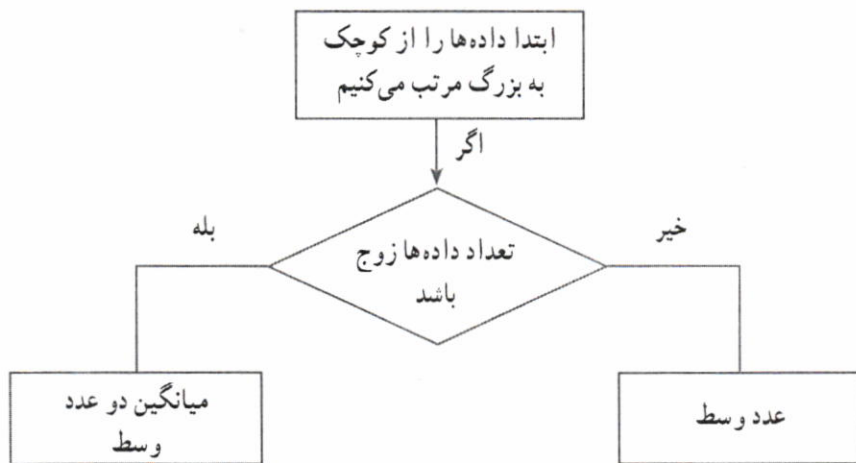 ابتدا داده‌ها را از کوچک
به بزرگ مرتب می‌کنیم
اگر
خیر
بله
تعداد داده‌ها زوج
باشد
عدد وسط
میانگین دو عدد
وسط